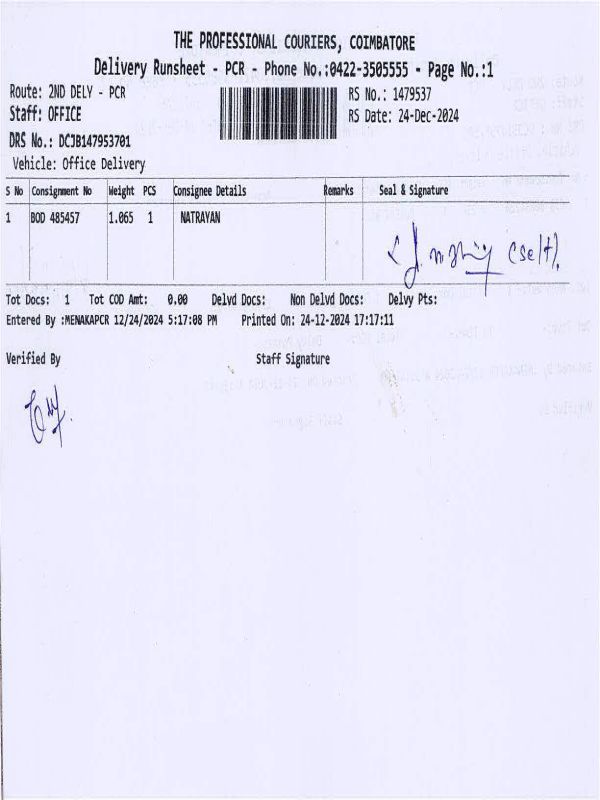 THE PROFESSIONAL COURIERS, COIMBATORE
Delivery Runsheet - PCR - Phone No.:0422-3505555 - Page No.:1
Route: 2ND DELY - PCR
RS No.: 1479537
Staff: OFFICE
RS Date: 24-Dec-2024
DRS No.: DCJB147953701
Vehicle: Office Delivery
S No Consignment No Weight PCS Consignee Details Remarks Seal & Signature
1 BOD 485457 1.065 1 NATRAYAN
(self)
Tot Docs: 1 Tot COD Amt: 0.00 Delvd Docs: Non Delvd Docs: Delvy Pts:
Entered By :MENAKAPCR 12/24/2024 5:17:08 PM Printed On: 24-12-2024 17:17:11
Verified By Staff Signature